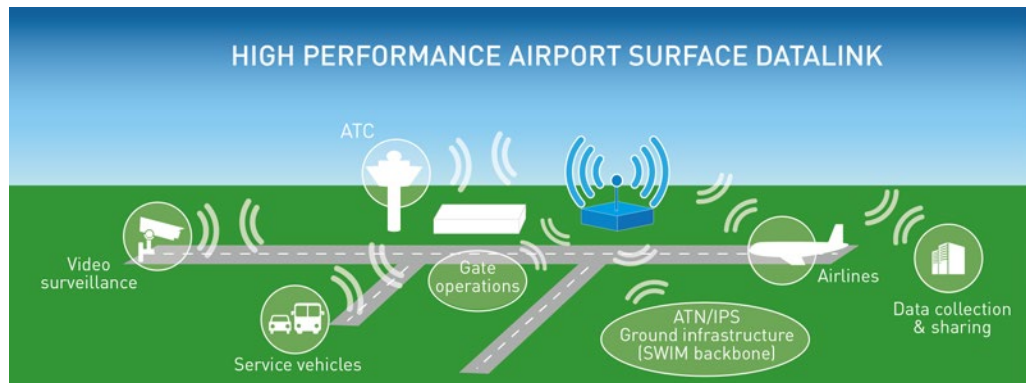 HIGH PERFORMANCE AIRPORT SURFACE DATALINK
ATC
Video
surveillance
Service vehicles
Gate
operations
ATN/IPS
Ground infrastructure
(SWIM backbone)
Airlines
Data collection
& sharing